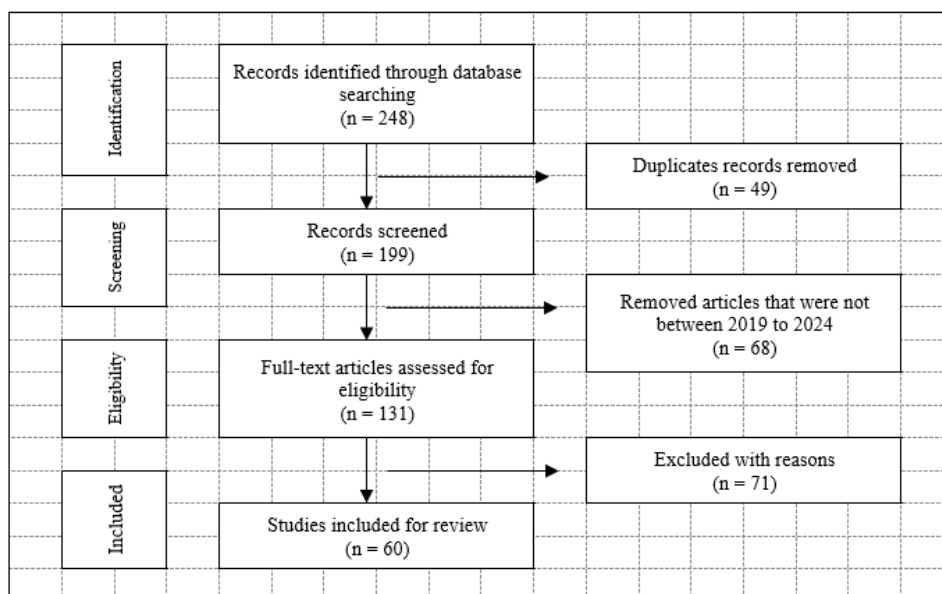 Identification
Records identified through database
searching
(n = 248)
Duplicates records removed
(n = 49)
Screening
Records screened
(n = 199)
Removed articles that were not
between 2019 to 2024
(n = 68)
Eligibility
Full-text articles assessed for
eligibility
(n = 131)
Excluded with reasons
(n = 71)
Included
Studies included for review
(n = 60)